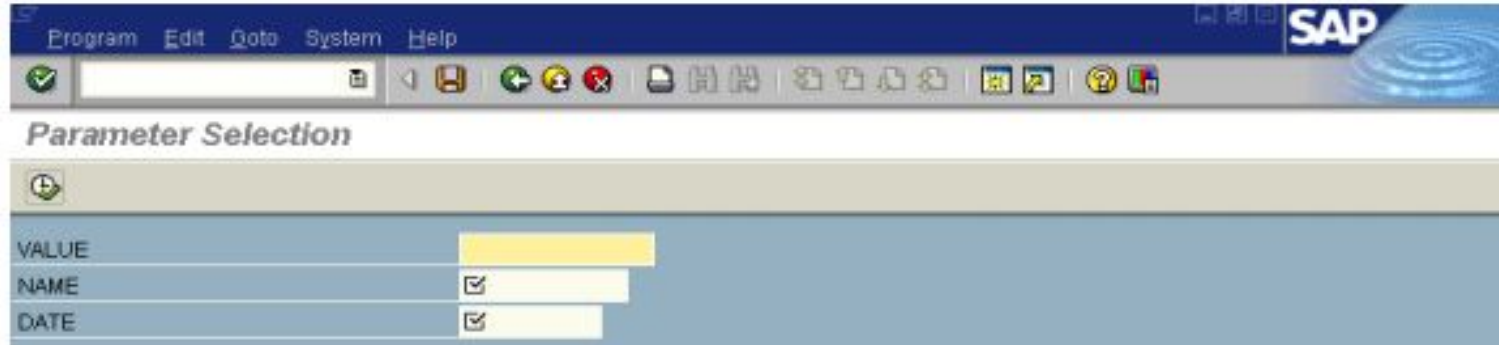 Program Edit Goto System Help
SAP
Parameter Selection
VALUE
NAME
DATE